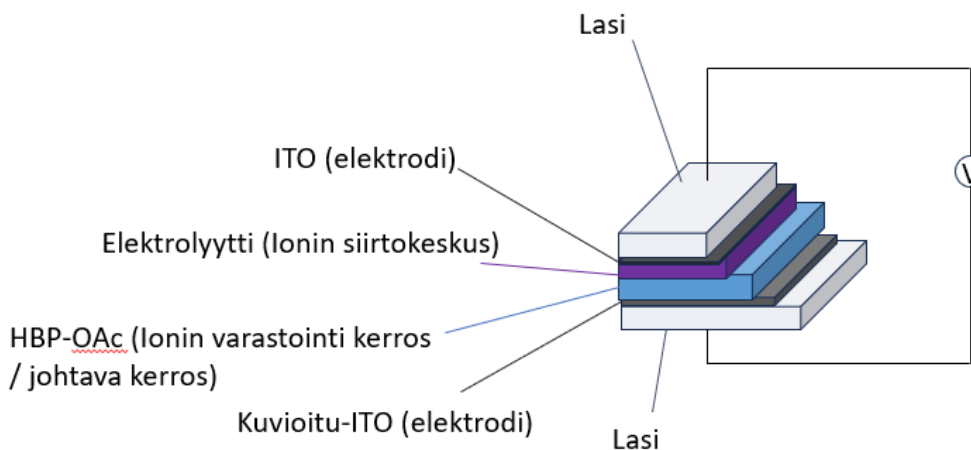 Lasi
ITO (elektrodi)
Elektrolyytti (Ionin siirtokeskus)
HBP-OAc (Ionin varastointi kerros
/ johtava kerros)
Kuvioitu-ITO (elektrodi)
Lasi
V